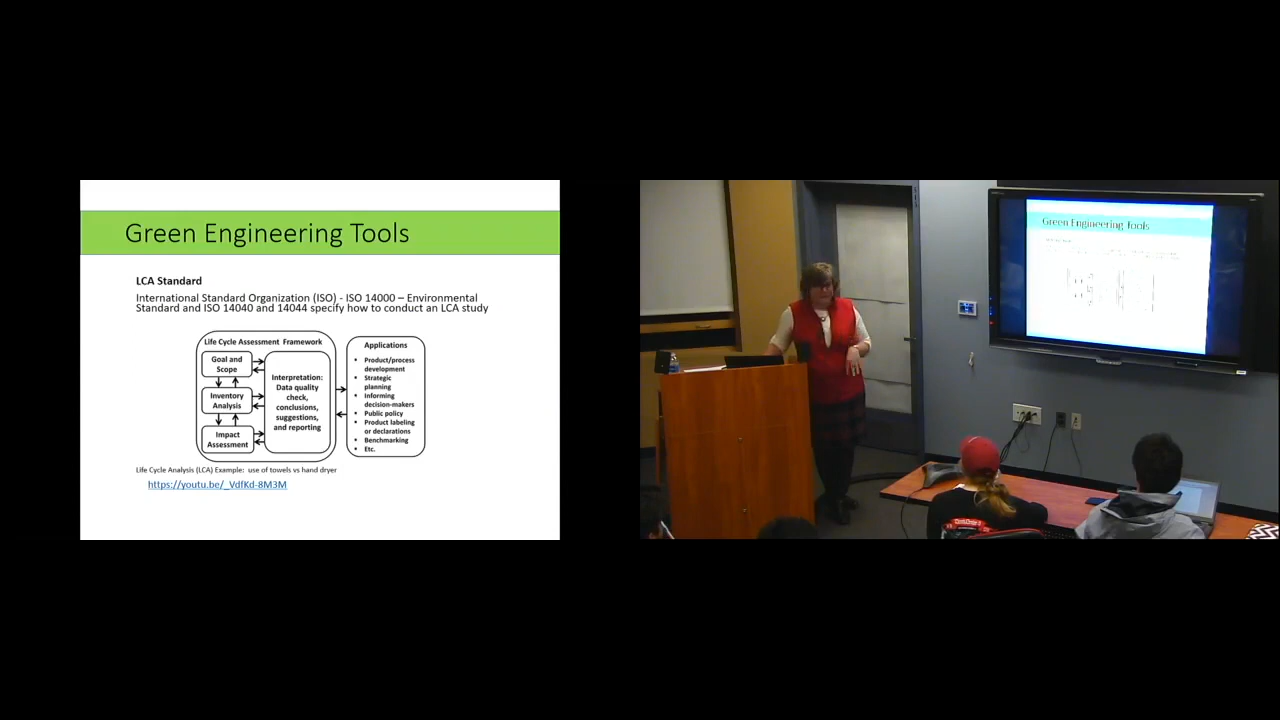 Green Engineering Tools
LCA Standard
International Standard Organization (ISO) - ISO 14000 – Environmental
Standard and ISO 14040 and 14044 specify how to conduct an LCA study
Life Cycle Assessment Framework
Goal and
Scope
Inventory
Analysis
Impact
Assessment
Interpretation:
Data quality
check,
conclusions,
suggestions,
and reporting
Applications
• Product/process
development
• Strategic
planning
• Informing
decision-makers
• Public policy
• Product labeling
or declarations
• Benchmarking
• Etc.
Life Cycle Analysis (LCA) Example: use of towels vs hand dryer
https://youtu.be/_VdfKd-8M3M
Green Engineering Tools